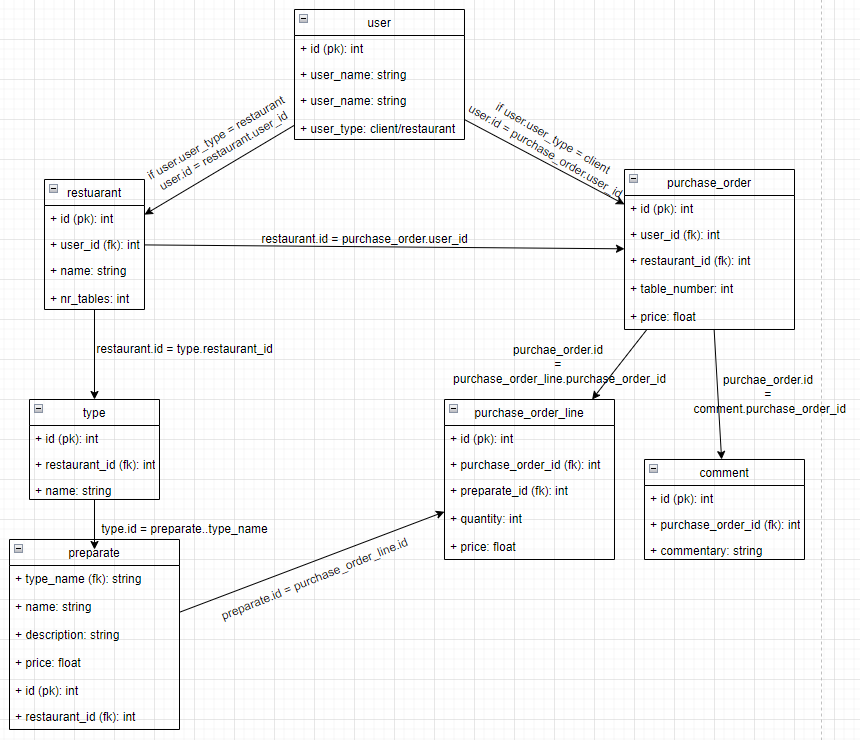 user
+ id (pk): int
+ user_name: string
+ user_name: string
+ user_type: client/restaurant
if user.user_type = restaurant
user.id = restaurant.user_id
if user.user_type = client
user.id = purchase_order.user_id
restuarant
+ id (pk): int
+ user_id (fk): int
+ name: string
+ nr_tables: int
restaurant.id = purchase_order.user_id
purchase_order
+ id (pk): int
+ user_id (fk): int
+ restaurant_id (fk): int
+ table_number: int
+ price: float
restaurant.id = type.restaurant_id
purchae_order.id
=
purchase_order_line.purchase_order_id
purchae_order.id
=
comment.purchase_order_id
type
+ id (pk): int
+ restaurant_id (fk): int
+ name: string
purchase_order_line
+ id (pk): int
+ purchase_order_id (fk): int
+ preparate_id (fk): int
+ quantity: int
+ price: float
comment
+ id (pk): int
+ purchase_order_id (fk): int
+ commentary: string
type.id = preparate..type_name
preparate
+ type_name (fk): string
+ name: string
+ description: string
+ price: float
+ id (pk): int
+ restaurant_id (fk): int
preparate.id = purchase_order_line.id